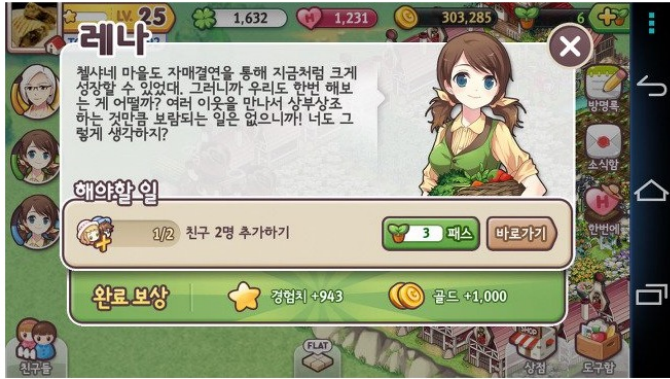 LV. 25
1,632
1,231
303,285
6
레나
첼샤네 마을도 자매결연을 통해 지금처럼 크게
성장할 수 있었대. 그러니까 우리도 한번 해보
는 게 어떨까? 여러 이웃을 만나서 상부상조
하는 것만큼 보람되는 일은 없으니까! 너도 그
렇게 생각하지?
방명록
소식함
H
한번에
해야할 일
1/2
친구 2명 추가하기
3 패스
바로가기
완료 보상
경험치 +943
골드 +1,000
친구들
FLAT
SHOP
상점
도구함